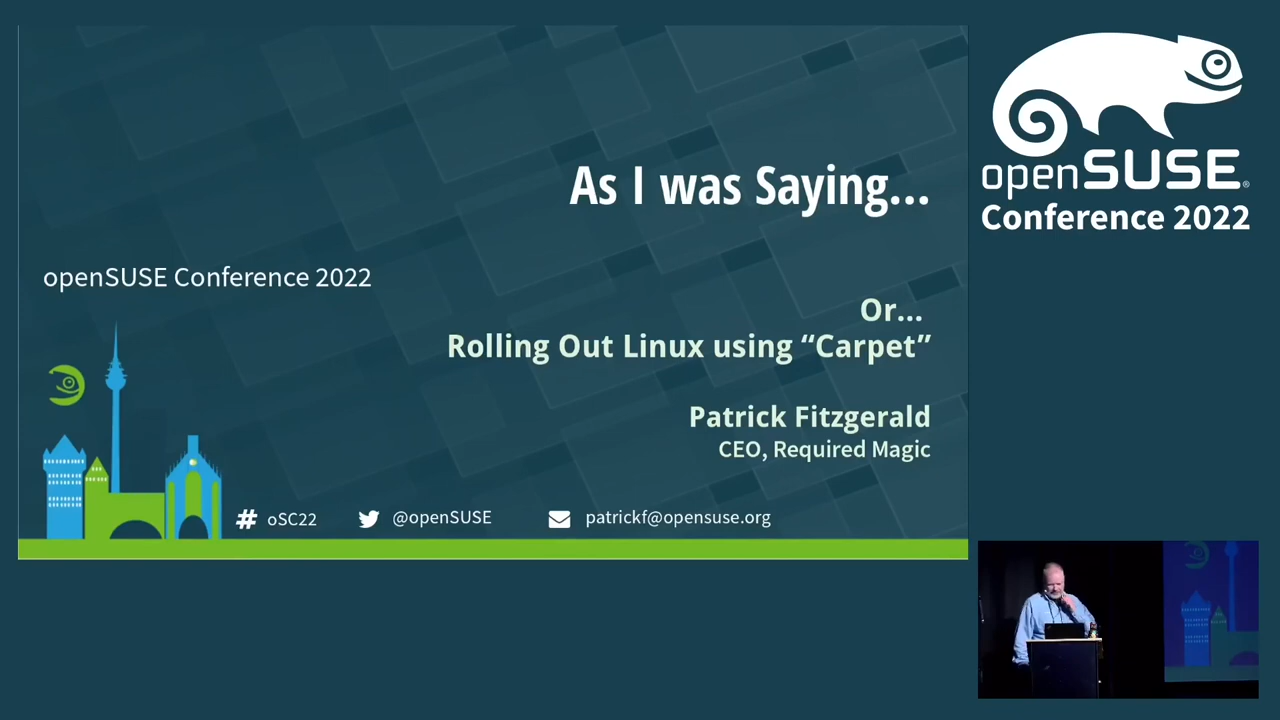 As I was Saying...
openSUSE Conference 2022
Or...
Rolling Out Linux using “Carpet”
Patrick Fitzgerald
CEO, Required Magic
# oSC22
@openSUSE
patrickf@opensuse.org
openSUSE®
Conference 2022